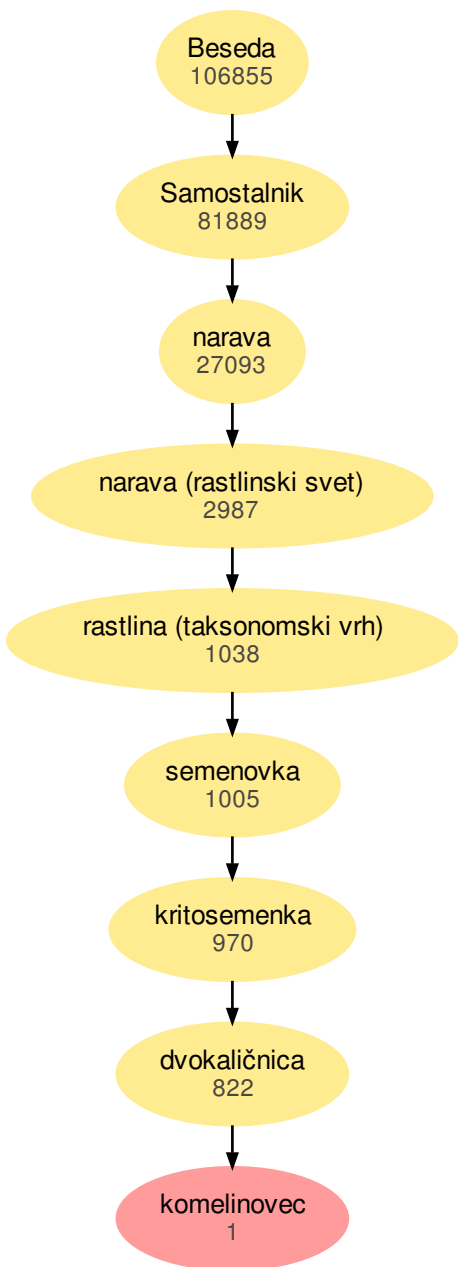 Beseda
106855
Samostalnik
81889
narava
27093
narava (rastlinski svet)
2987
rastlina (taksonomski vrh)
1038
semenovka
1005
kritosemenka
970
dvokaličnica
822
komelinovec
1